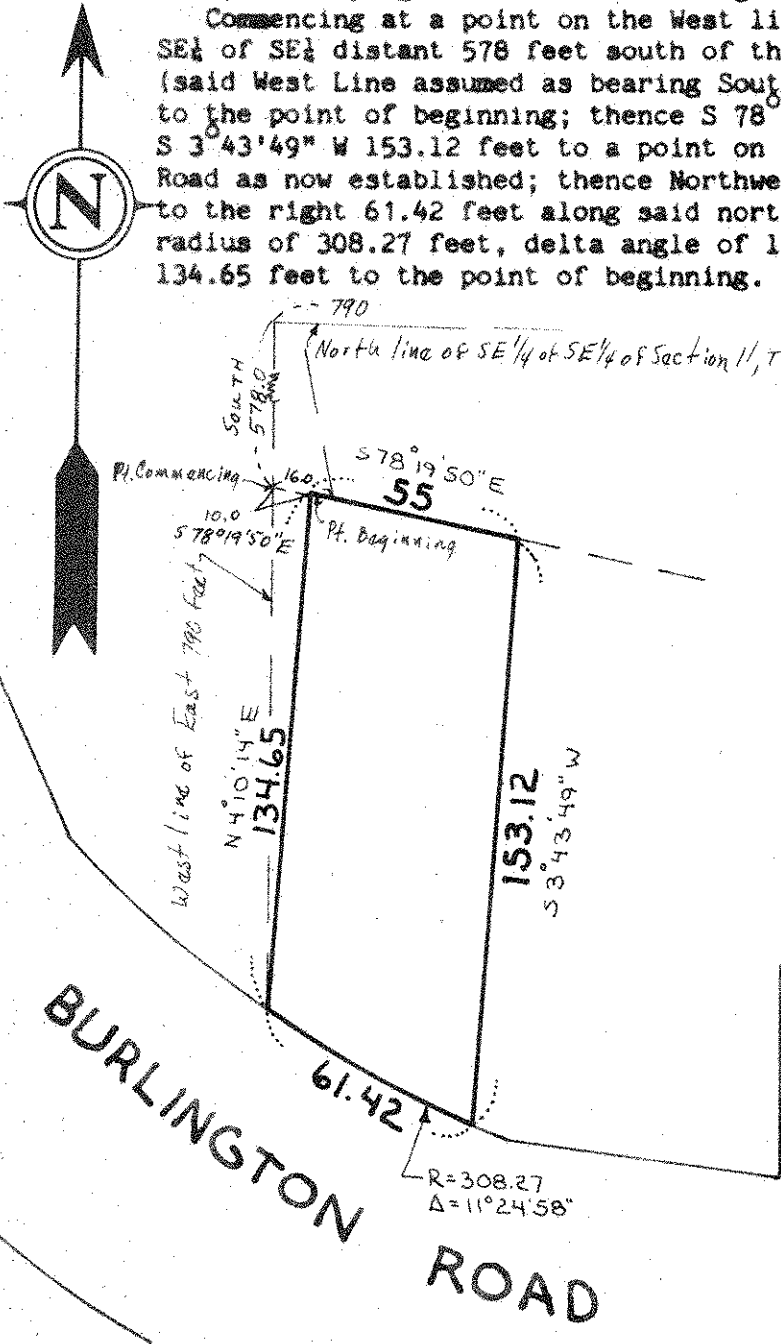 Commencing at a point on the West li
SE¼ of SE¼ distant 578 feet south of th
(said West Line assumed as bearing Sout
to the point of beginning; thence S 78°
S 3°43'49" W 153.12 feet to a point on
Road as now established; thence Northwe
to the right 61.42 feet along said nort
radius of 308.27 feet, delta angle of 1
134.65 feet to the point of beginning.
N
790
North line of SE 1/4 of SE 1/4 of Section 11, T
SOUTH
578.0
Pt. Commencing
16.0
S 78°19'50" E
55
10.0
S 78°19'50" E
Pt. Beginning
West line of East 790 feet
N 4°10'14" E
134.65
153.12
S 3°43'49" W
61.42
R=308.27
Δ=11°24'58"
BURLINGTON ROAD